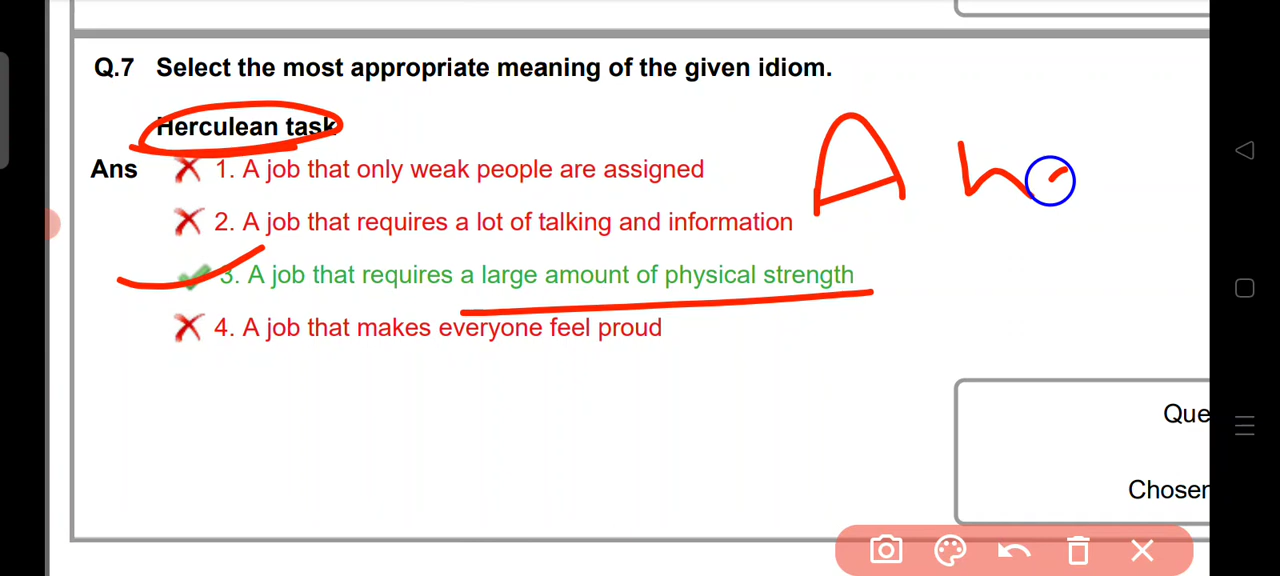 Q.7 Select the most appropriate meaning of the given idiom.
Herculean task
Ans 1. A job that only weak people are assigned
2. A job that requires a lot of talking and information
3. A job that requires a large amount of physical strength
4. A job that makes everyone feel proud
A
Que
Chosen